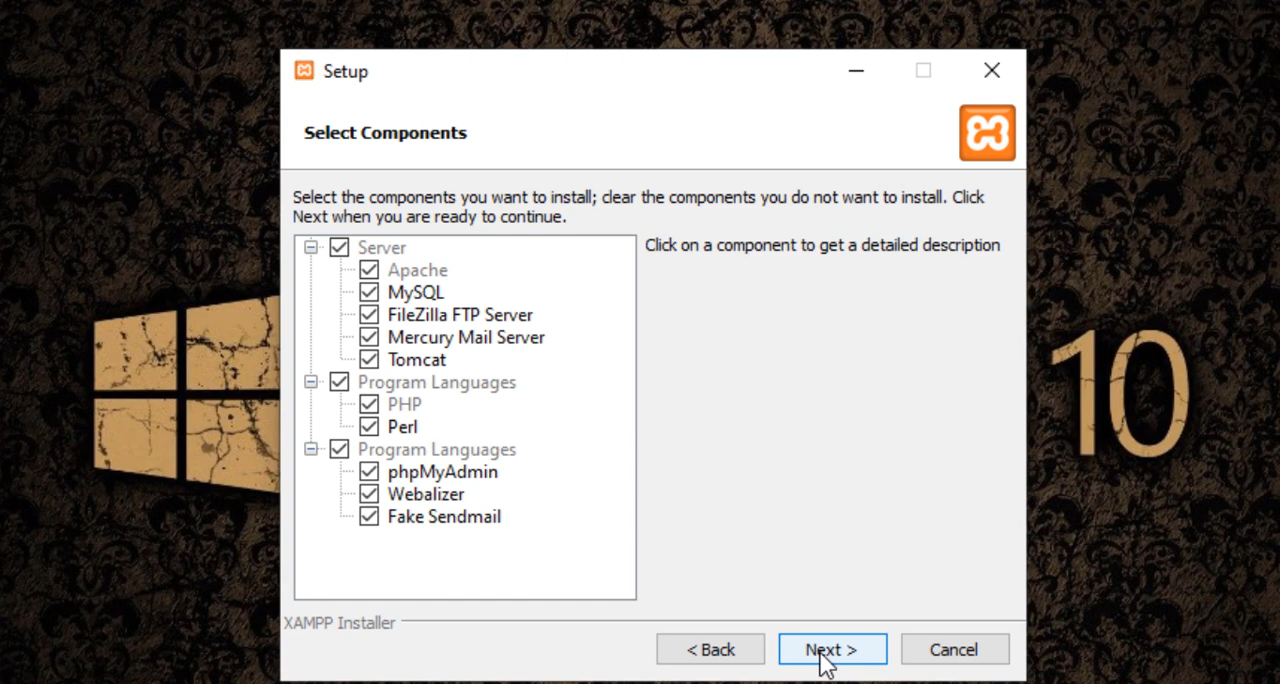 Setup
Select Components
Select the components you want to install; clear the components you do not want to install. Click
Next when you are ready to continue.
Server
Apache
MySQL
FileZilla FTP Server
Mercury Mail Server
Tomcat
Program Languages
PHP
Perl
Program Languages
phpMyAdmin
Webalizer
Fake Sendmail
Click on a component to get a detailed description
10
XAMPP Installer
< Back
Next >
Cancel